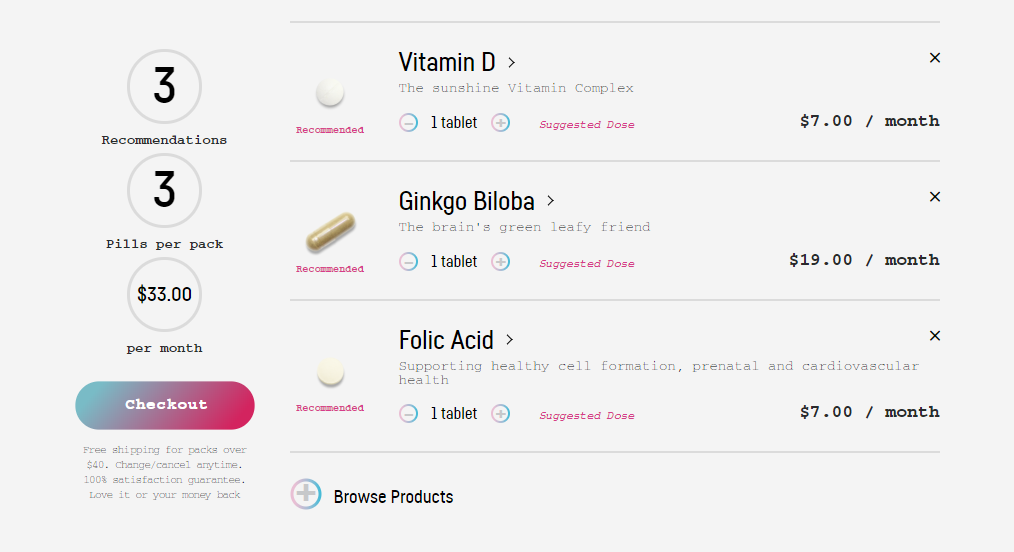 3
Recommendations
3
Pills per pack
$33.00
per month
Checkout
Free shipping for packs over
$40. Change/cancel anytime.
100% satisfaction guarantee.
Love it or your money back
Vitamin D
The sunshine Vitamin Complex
Recommended
1 tablet
Suggested Dose
$7.00 / month
Ginkgo Biloba
The brain's green leafy friend
Recommended
1 tablet
Suggested Dose
$19.00 / month
Folic Acid
Supporting healthy cell formation, prenatal and cardiovascular
health
Recommended
1 tablet
Suggested Dose
$7.00 / month
Browse Products